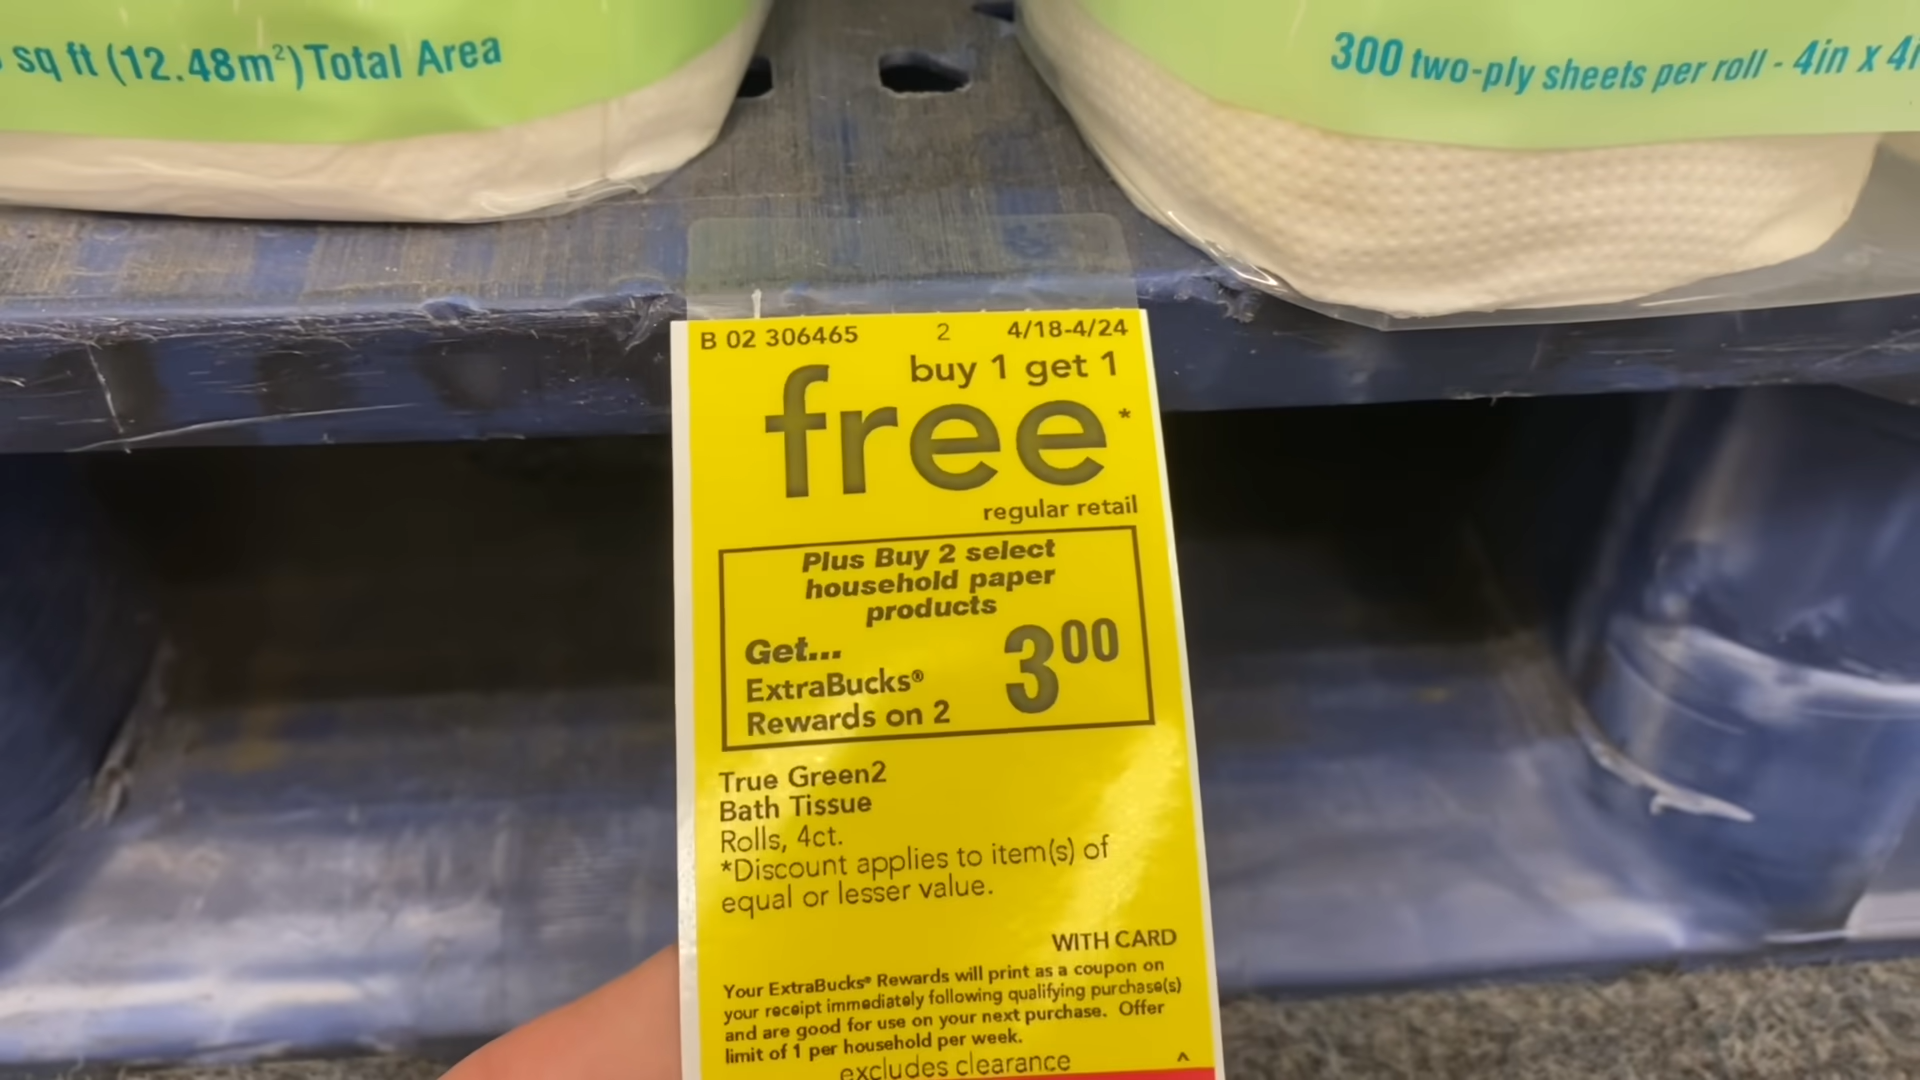 sq ft (12.48m²) Total Area
300 two-ply sheets per roll - 4in x
B 02 306465 2 4/18-4/24
buy 1 get 1
free*
regular retail
Plus Buy 2 select
household paper
products
Get...
ExtraBucks®
Rewards on 2
3⁰⁰
True Green2
Bath Tissue
Rolls, 4ct.
*Discount applies to item(s) of
equal or lesser value.
WITH CARD
Your ExtraBucks® Rewards will print as a coupon on
your receipt immediately following qualifying purchase(s)
and are good for use on your next purchase. Offer
limit of 1 per household per week.
excludes clearance ^